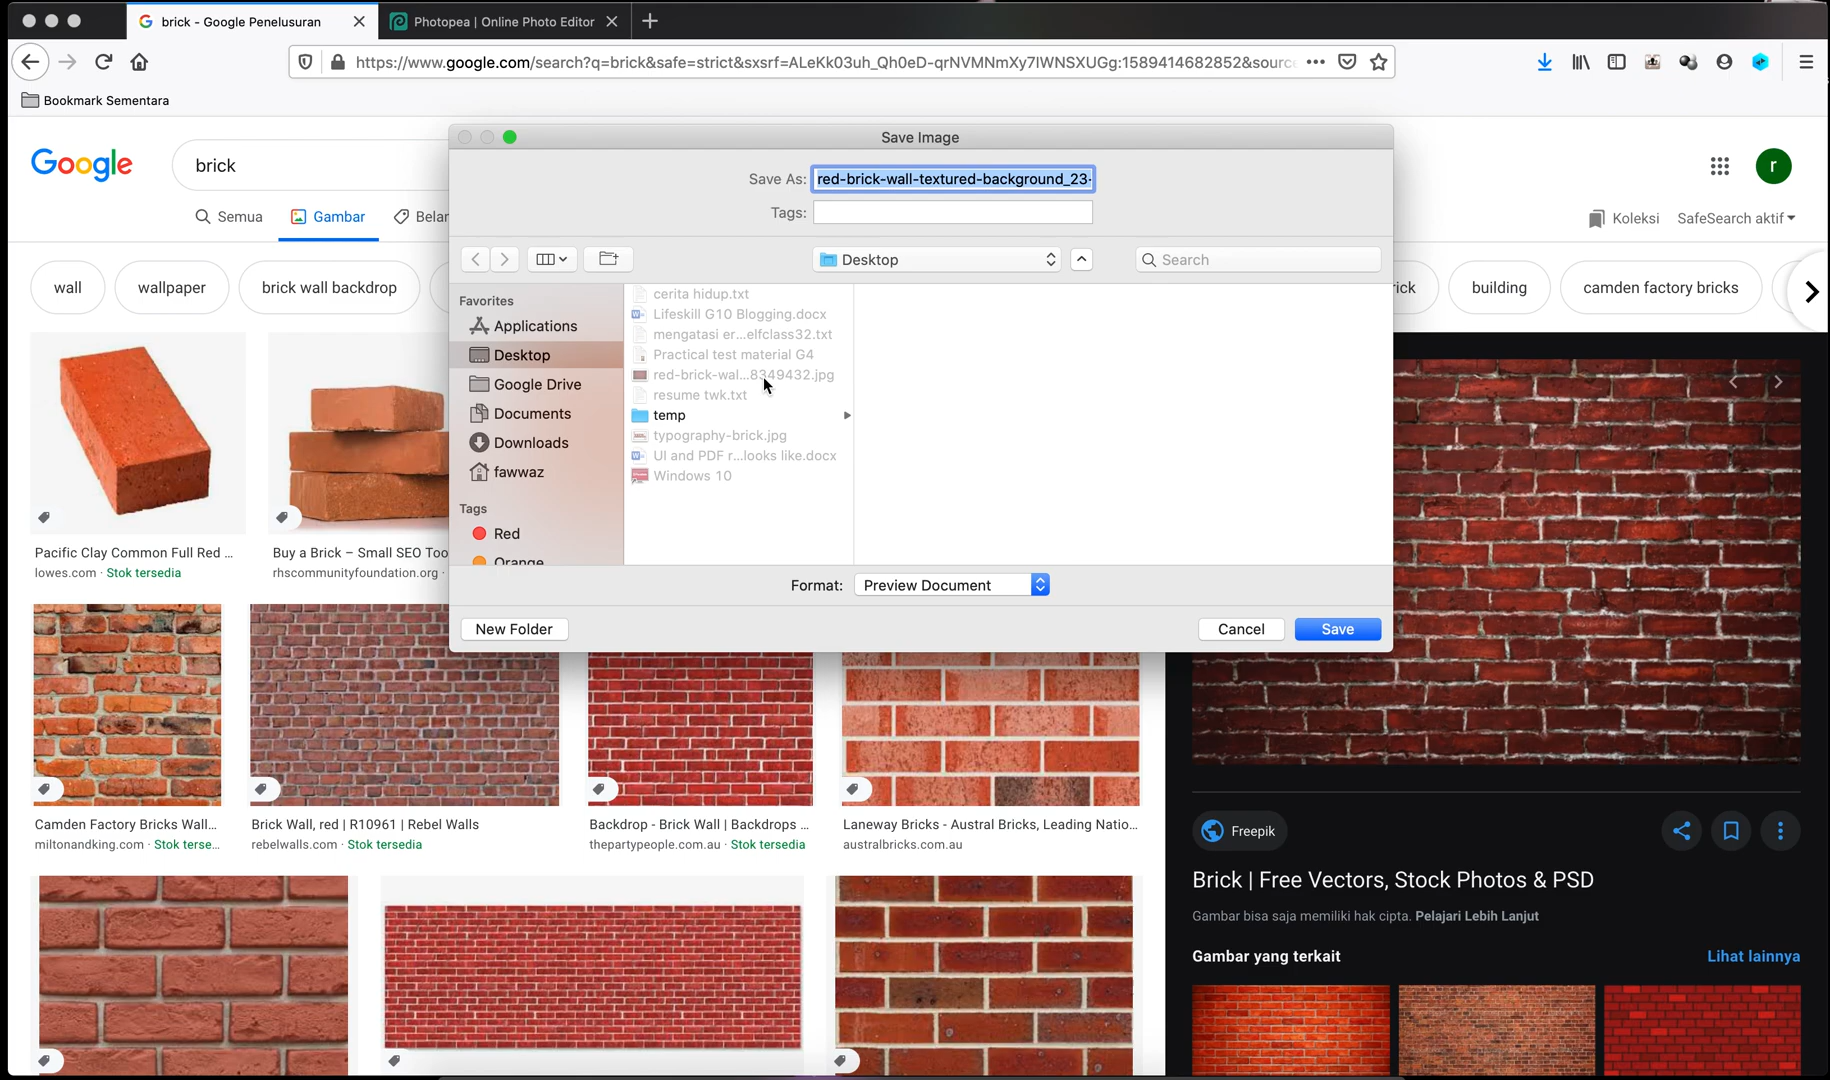 brick - Google Penelusuran
Photopea | Online Photo Editor
https://www.google.com/search?q=brick&safe=strict&sxsrf=ALeKk03uh_Qh0eD-qrNVMNmXy7IWNSXUGg:1589414682852&sourc
Bookmark Sementara
Google
brick
r
Semua
Gambar
Belan
Koleksi
SafeSearch aktif
wall
wallpaper
brick wall backdrop
rick
building
camden factory bricks
Save Image
Save As:
red-brick-wall-textured-background_23-
Tags:
Desktop
Search
Favorites
Applications
Desktop
Google Drive
Documents
Downloads
fawwaz
Tags
Red
Orange
cerita hidup.txt
Lifeskill G10 Blogging.docx
mengatasi er...elfclass32.txt
Practical test material G4
red-brick-wal...8349432.jpg
resume twk.txt
temp
typography-brick.jpg
UI and PDF r...looks like.docx
Windows 10
Format:
Preview Document
New Folder
Cancel
Save
Pacific Clay Common Full Red ...
lowes.com · Stok tersedia
Buy a Brick – Small SEO Too
rhscommunityfoundation.org ·
Camden Factory Bricks Wall...
miltonandking.com · Stok terse...
Brick Wall, red | R10961 | Rebel Walls
rebelwalls.com · Stok tersedia
Backdrop - Brick Wall | Backdrops ...
thepartypeople.com.au · Stok tersedia
Laneway Bricks - Austral Bricks, Leading Natio...
australbricks.com.au
Freepik
Brick | Free Vectors, Stock Photos & PSD
Gambar bisa saja memiliki hak cipta. Pelajari Lebih Lanjut
Gambar yang terkait
Lihat lainnya